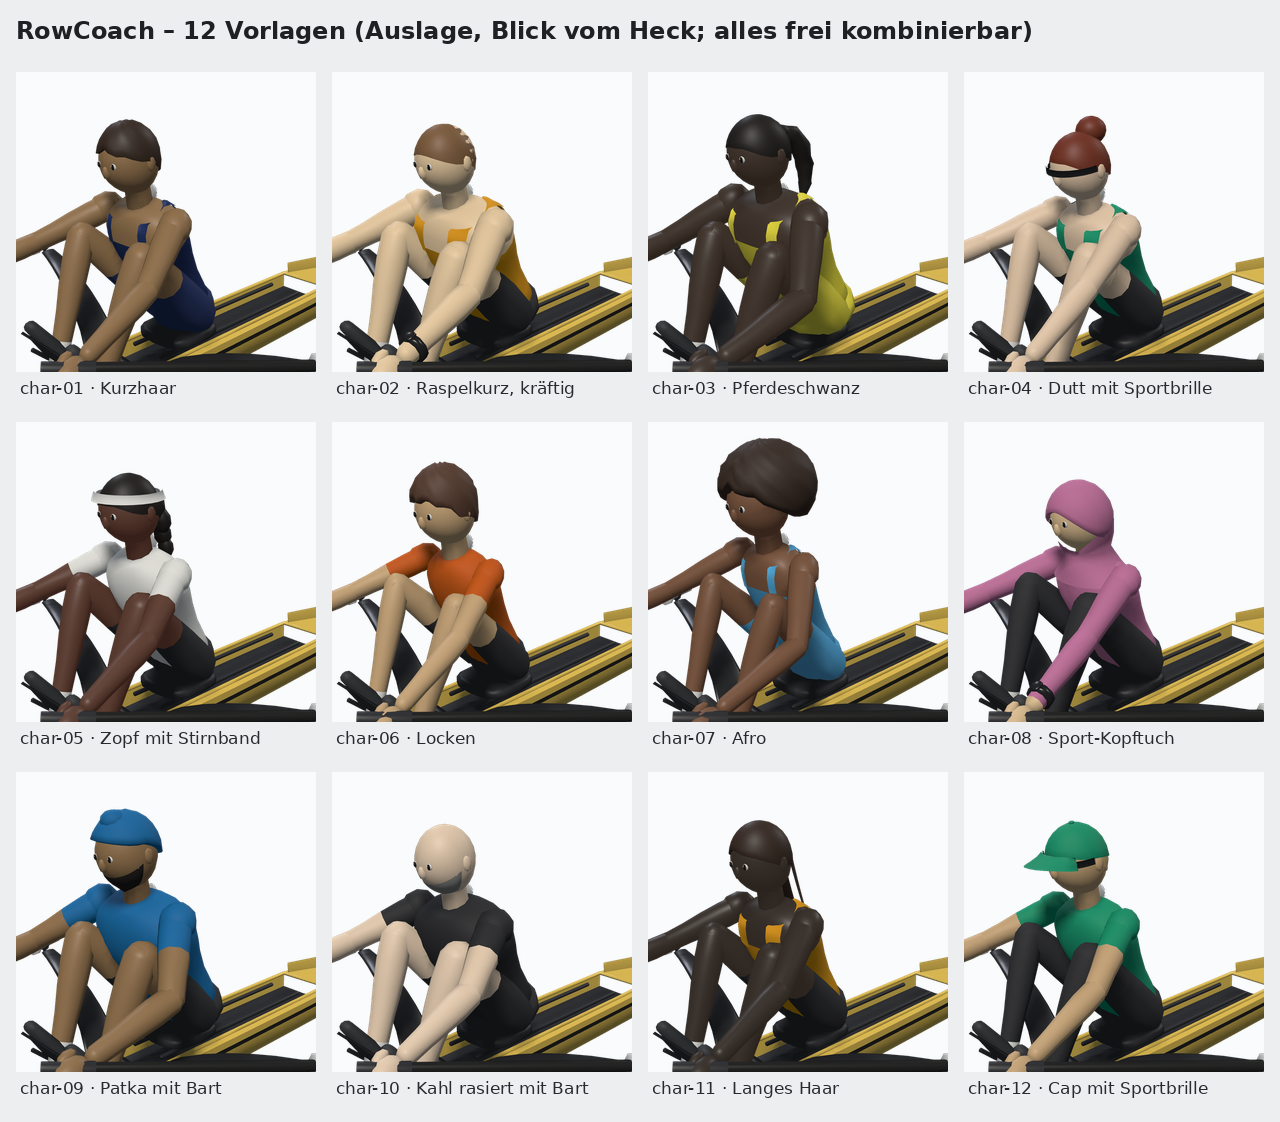 RowCoach – 12 Vorlagen (Auslage, Blick vom Heck; alles frei kombinierbar)
char-01 · Kurzhaar
char-02 · Raspelkurz, kräftig
char-03 · Pferdeschwanz
char-04 · Dutt mit Sportbrille
char-05 · Zopf mit Stirnband
char-06 · Locken
char-07 · Afro
char-08 · Sport-Kopftuch
char-09 · Patka mit Bart
char-10 · Kahl rasiert mit Bart
char-11 · Langes Haar
char-12 · Cap mit Sportbrille